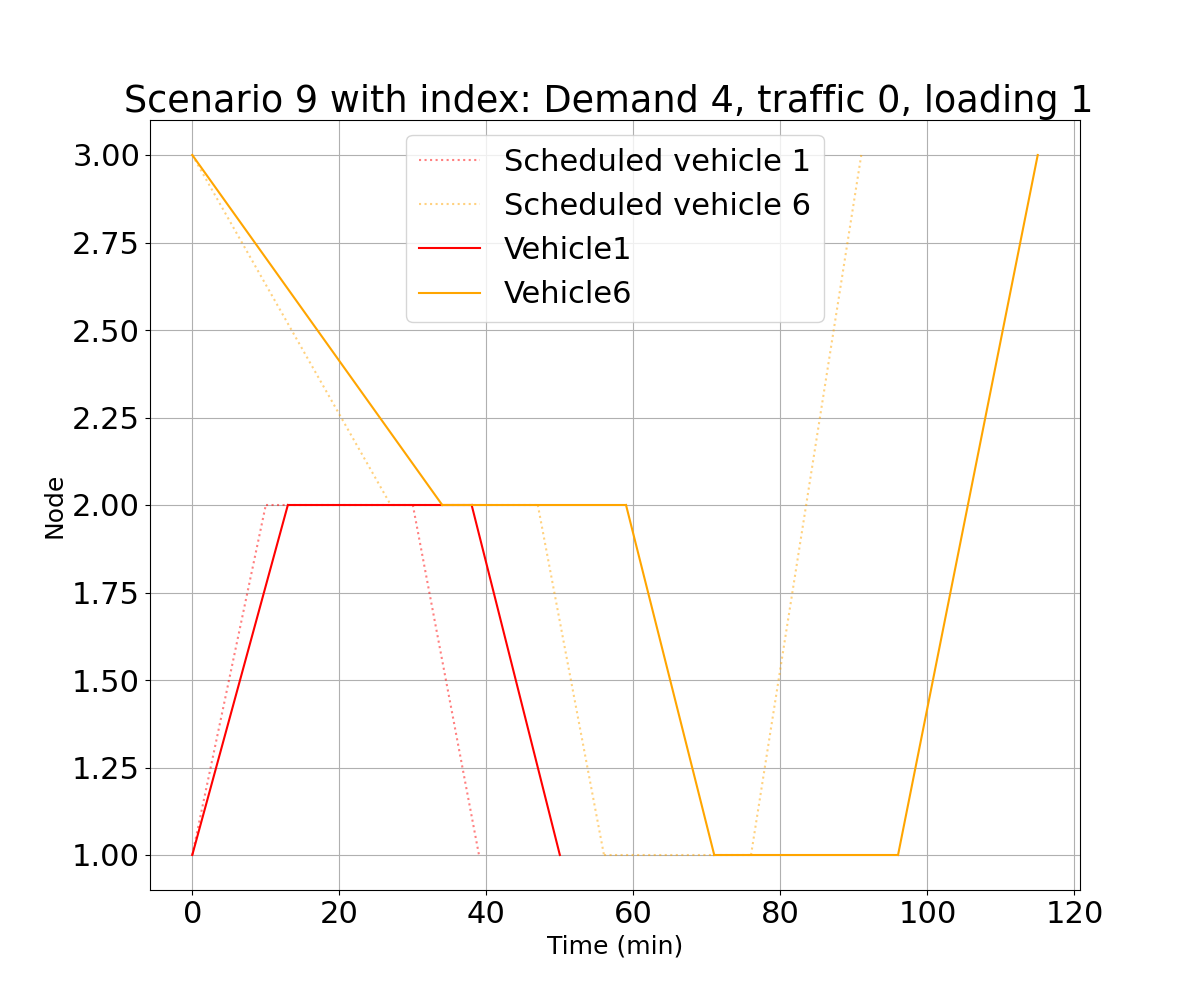 Scenario 9 with index: Demand 4, traffic 0, loading 1
Scheduled vehicle 1
Scheduled vehicle 6
Vehicle1
Vehicle6
Node
3.00
2.75
2.50
2.25
2.00
1.75
1.50
1.25
1.00
0 20 40 60 80 100 120
Time (min)